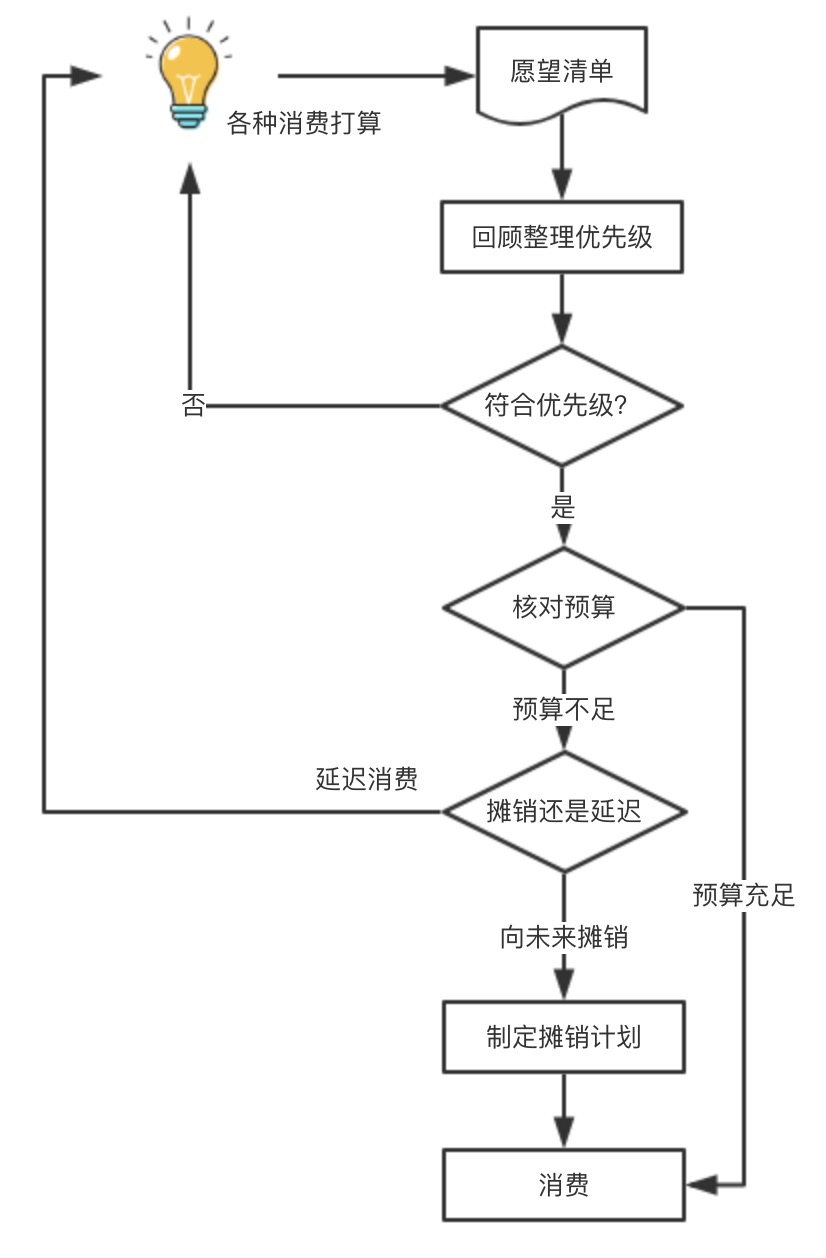 愿望清单
各种消费打算
回顾整理优先级
符合优先级?
否
是
核对预算
预算不足
延迟消费
摊销还是延迟
预算充足
向未来摊销
制定摊销计划
消费